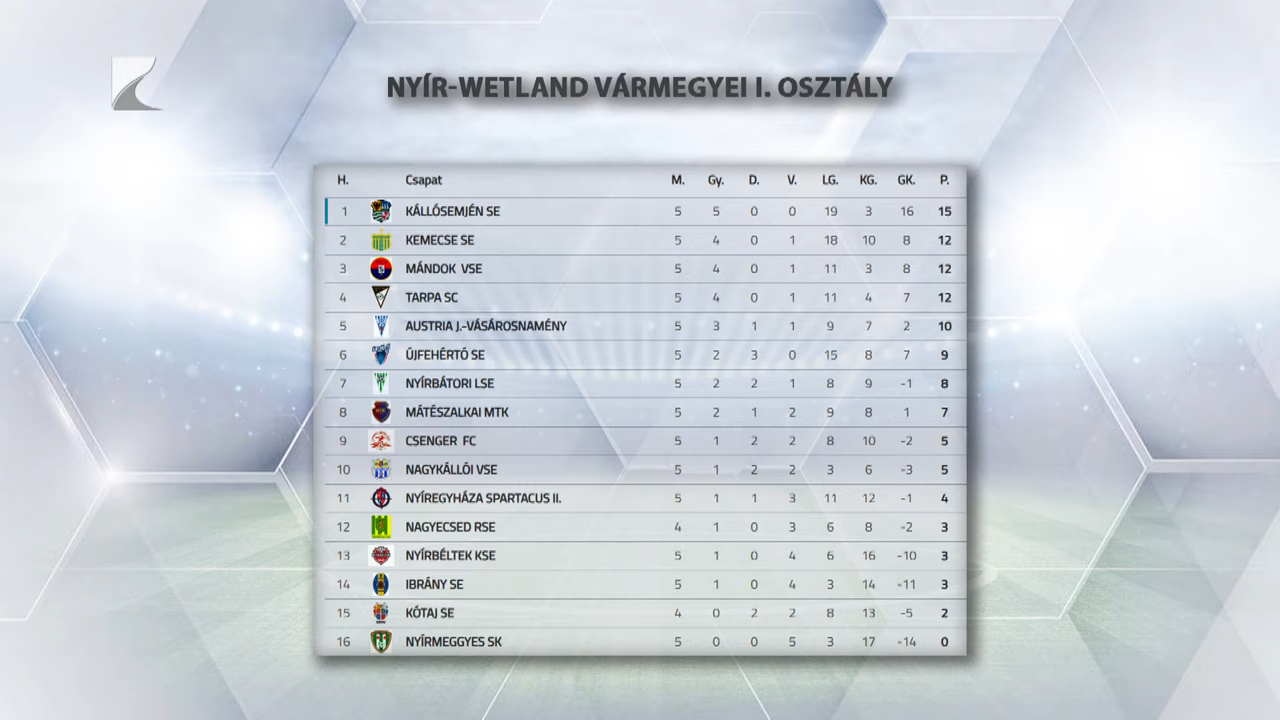 NYÍR-WETLAND VÁRMEGYEI I. OSZTÁLY
H. Csapat M. Gy. D. V. LG. KG. GK. P.
1 KÁLLÓSEMJÉN SE 5 5 0 0 19 3 16 15
2 KEMECSE SE 5 4 0 1 18 10 8 12
3 MÁNDOK VSE 5 4 0 1 11 3 8 12
4 TARPA SC 5 4 0 1 11 4 7 12
5 AUSTRIA J.-VÁSÁROSNAMÉNY 5 3 1 1 9 7 2 10
6 ÚJFEHÉRTÓ SE 5 2 3 0 15 8 7 9
7 NYÍRBÁTORI LSE 5 2 2 1 8 9 -1 8
8 MÁTÉSZALKAI MTK 5 2 1 2 9 8 1 7
9 CSENGER FC 5 1 2 2 8 10 -2 5
10 NAGYKÁLLÓI VSE 5 1 2 2 3 6 -3 5
11 NYÍREGYHÁZA SPARTACUS II. 5 1 1 3 11 12 -1 4
12 NAGYECSED RSE 4 1 0 3 6 8 -2 3
13 NYÍRBÉLTEK KSE 5 1 0 4 6 16 -10 3
14 IBRÁNY SE 5 1 0 4 3 14 -11 3
15 KÓTAJ SE 4 0 2 2 8 13 -5 2
16 NYÍRMEGGYES SK 5 0 0 5 3 17 -14 0